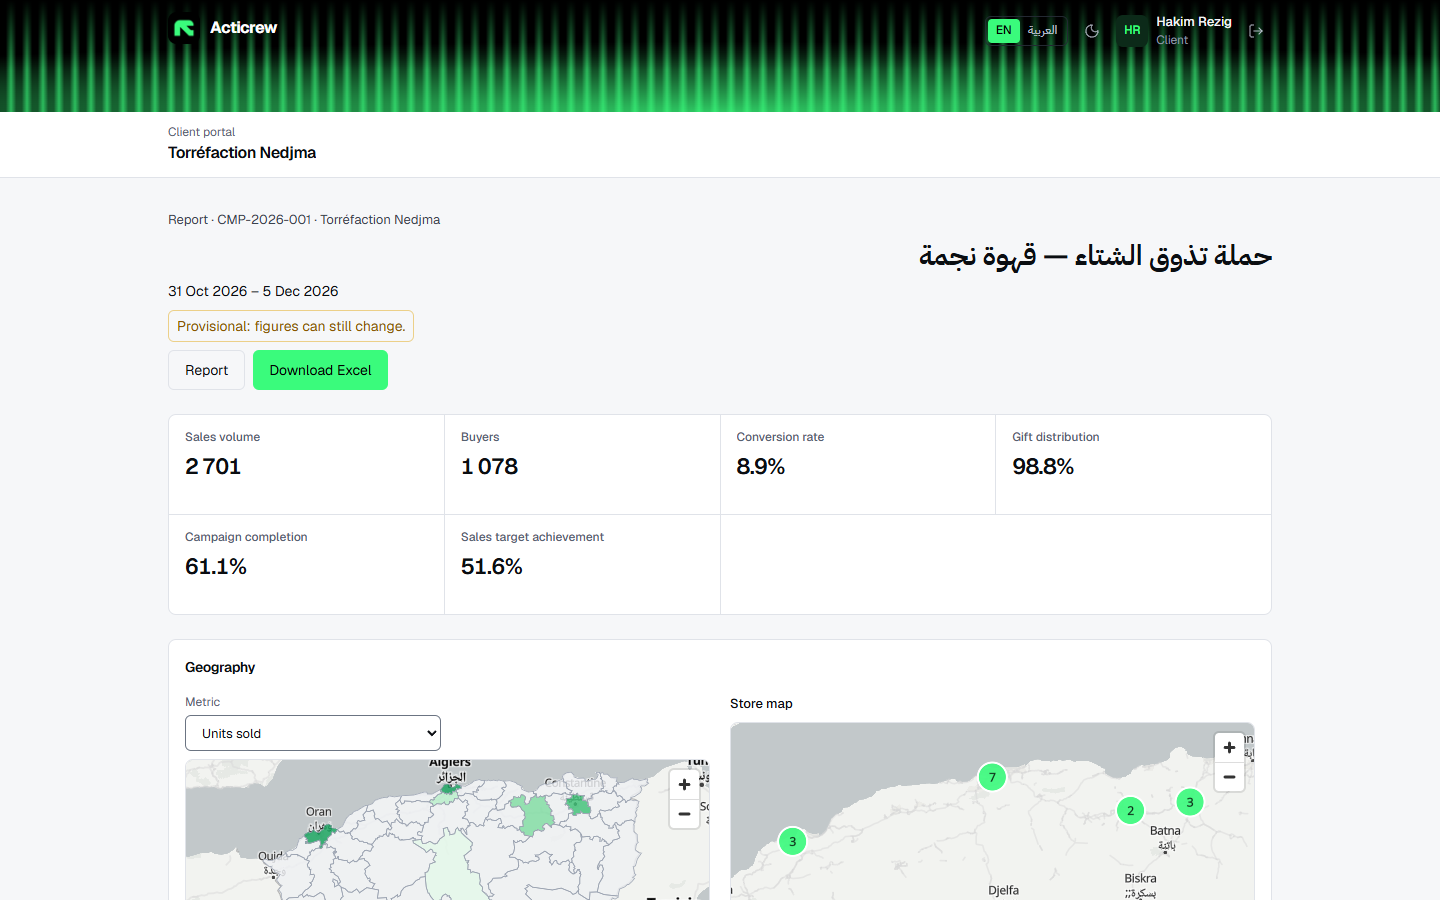 Acticrew
EN
العربية
HR
Hakim Rezig
Client
Client portal
Torréfaction Nedjma
Report · CMP-2026-001 · Torréfaction Nedjma
حملة تذوق الشتاء — قهوة نجمة
31 Oct 2026 – 5 Dec 2026
Provisional: figures can still change.
Report
Download Excel
Sales volume
2 701
Buyers
1 078
Conversion rate
8.9%
Gift distribution
98.8%
Campaign completion
61.1%
Sales target achievement
51.6%
Geography
Metric
Units sold
Algiers
الجزائر
Constantine
Oran
وهران
+
−
Store map
7
3
2
3
Batna
باتنة
Biskra
بسكرة
Djelfa
+
−